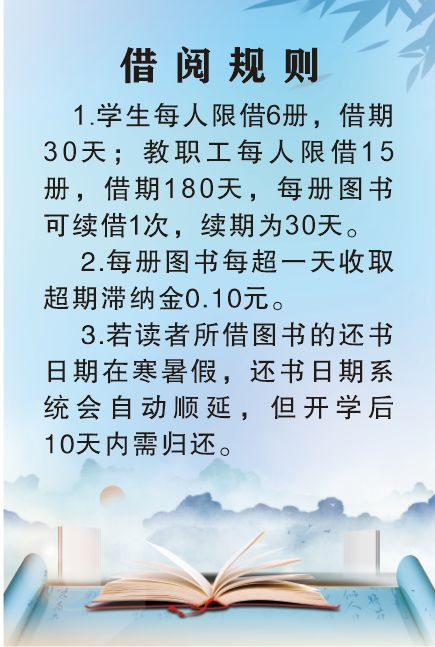 借阅规则
1.学生每人限借6册，借期
30天；教职工每人限借15
册，借期180天，每册图书
可续借1次，续期为30天。
2.每册图书每超一天收取
超期滞纳金0.10元。
3.若读者所借图书的还书
日期在寒暑假，还书日期系
统会自动顺延，但开学后
10天内需归还。